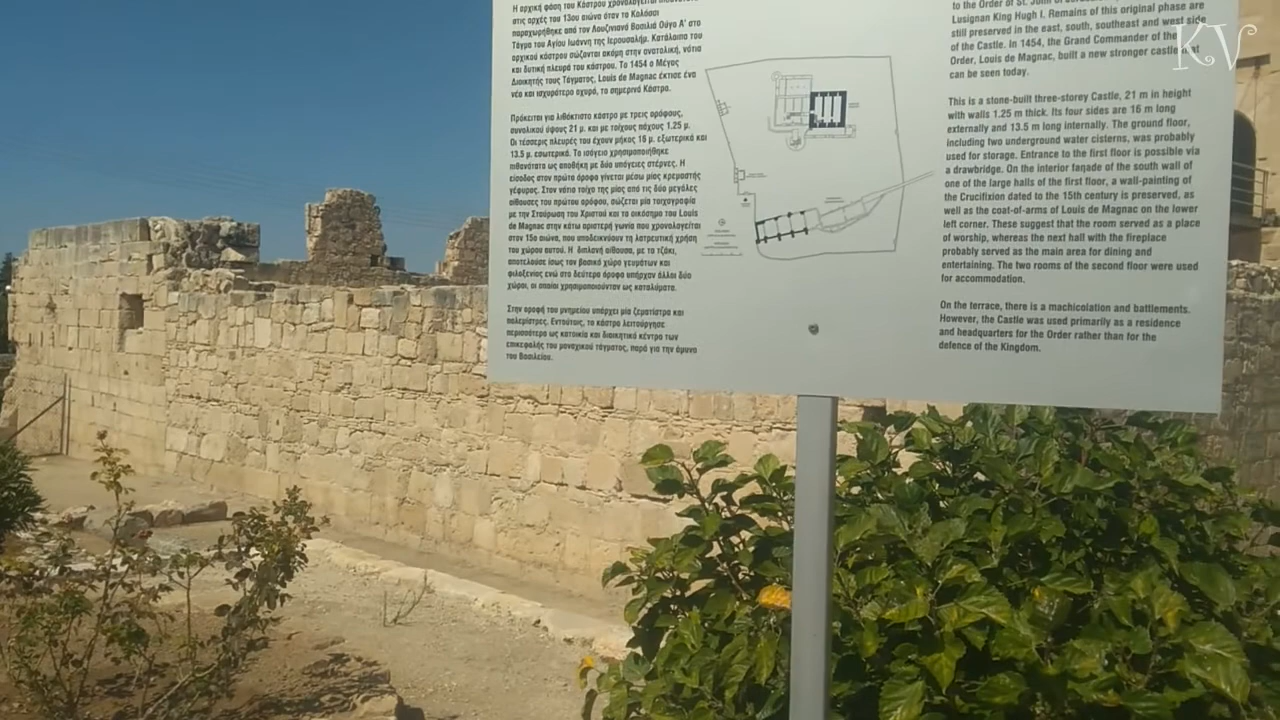 Η αρχική φάση του Κάστρου χρονολογείται πιθανότατα
στις αρχές του 13ου αιώνα όταν το Κολόσσι
παραχωρήθηκε από τον Λουζινιανό Βασιλιά Ούγο Α' στο
Τάγμα του Αγίου Ιωάννη της Ιερουσαλήμ. Κατάλοιπα του
αρχικού κάστρου σώζονται ακόμη στην ανατολική, νότια
και δυτική πλευρά του κάστρου. Το 1454 ο Μέγας
Διοικητής τους Τάγματος, Louis de Magnac έκτισε ένα
νέο και ισχυρότερο οχυρό, το σημερινό Κάστρο.
Πρόκειται για λιθόκτιστο κάστρο με τρεις ορόφους,
συνολικού ύψους 21 μ. και με τοίχους πάχους 1.25 μ.
Οι τέσσερις πλευρές του έχουν μήκος 16 μ. εξωτερικά και
13.5 μ. εσωτερικά. Το ισόγειο χρησιμοποιήθηκε
πιθανότατα ως αποθήκη με δύο υπόγειες στέρνες. Η
είσοδος στον πρώτο όροφο γίνεται μέσω μίας κρεμαστής
γέφυρας. Στον νότιο τοίχο της μίας από τις δύο μεγάλες
αίθουσες του πρώτου ορόφου, σώζεται μία τοιχογραφία
με την Σταύρωση του Χριστού και το οικόσημο του Louis
de Magnac στην κάτω αριστερή γωνία που χρονολογείται
στον 15ο αιώνα, που υποδεικνύουν τη λατρευτική χρήση
του χώρου αυτού. Η διπλανή αίθουσα, με το τζάκι,
αποτελούσε ίσως τον βασικό χώρο γευμάτων και
φιλοξενίας ενώ στο δεύτερο όροφο υπήρχαν άλλοι δύο
χώροι, οι οποίοι χρησιμοποιούνταν ως καταλύματα.
Στην οροφή του μνημείου υπάρχει μία ζεματίστρα και
πολεμίστρες. Εντούτοις, το κάστρο λειτούργησε
περισσότερο ως κατοικία και διοικητικό κέντρο των
επικεφαλής του μοναχικού τάγματος, παρά για την άμυνα
του Βασιλείου.
to the Order of St. John of
Lusignan King Hugh I. Remains of this original phase are
still preserved in the east, south, southeast and west side
of the Castle. In 1454, the Grand Commander of the
Order, Louis de Magnac, built a new stronger castle that
can be seen today.
This is a stone-built three-storey Castle, 21 m in height
with walls 1.25 m thick. Its four sides are 16 m long
externally and 13.5 m long internally. The ground floor,
including two underground water cisterns, was probably
used for storage. Entrance to the first floor is possible via
a drawbridge. On the interior façade of the south wall of
one of the large halls of the first floor, a wall-painting of
the Crucifixion dated to the 15th century is preserved, as
well as the coat-of-arms of Louis de Magnac on the lower
left corner. These suggest that the room served as a place
of worship, whereas the next hall with the fireplace
probably served as the main area for dining and
entertaining. The two rooms of the second floor were used
for accommodation.
On the terrace, there is a machicolation and battlements.
However, the Castle was used primarily as a residence
and headquarters for the Order rather than for the
defence of the Kingdom.
KV